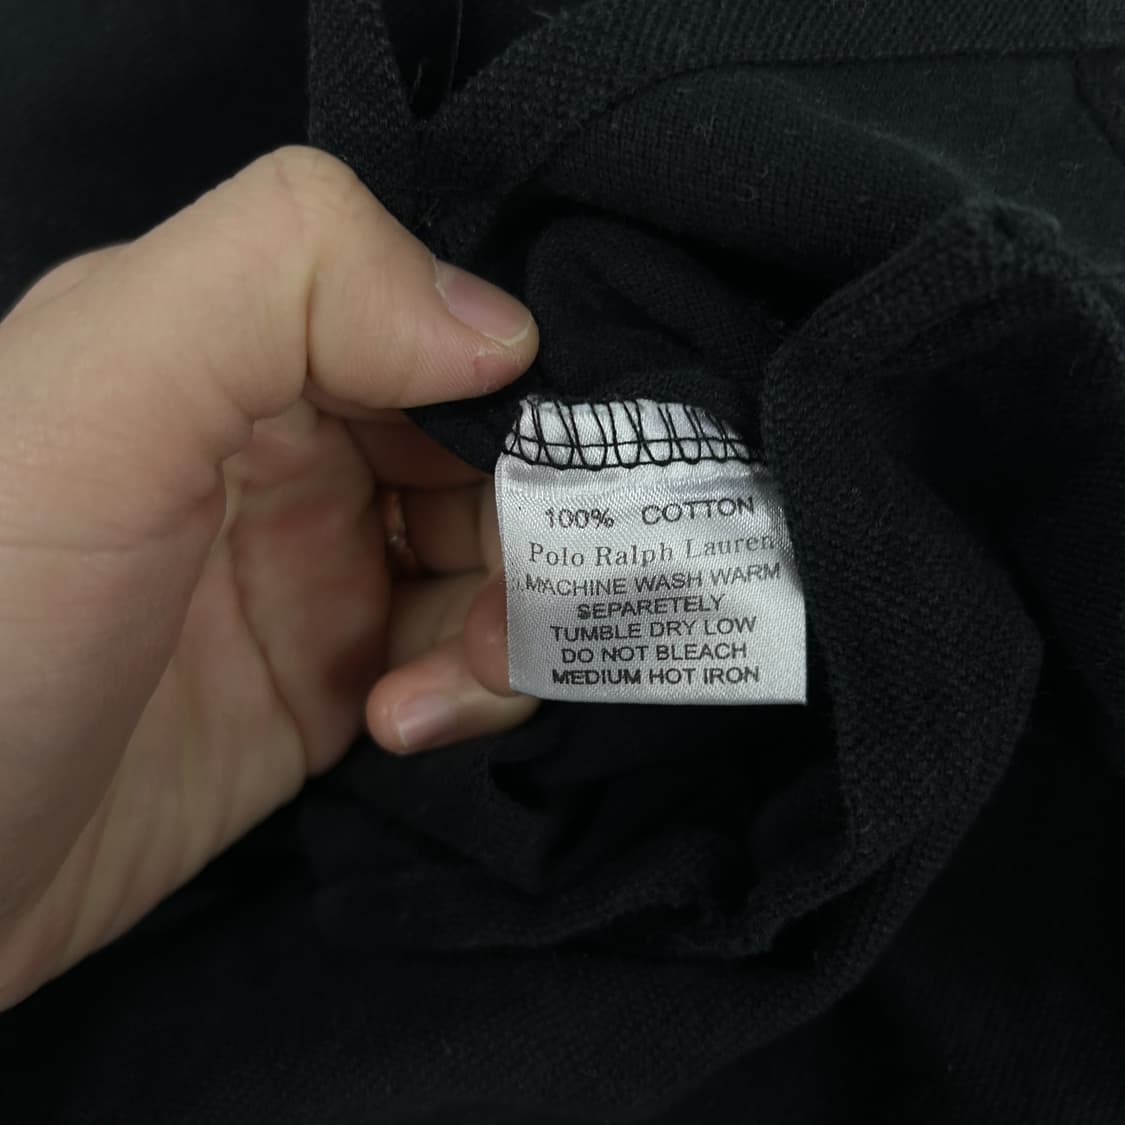 100% COTTON
Polo Ralph Lauren
.MACHINE WASH WARM
SEPARETELY
TUMBLE DRY LOW
DO NOT BLEACH
MEDIUM HOT IRON